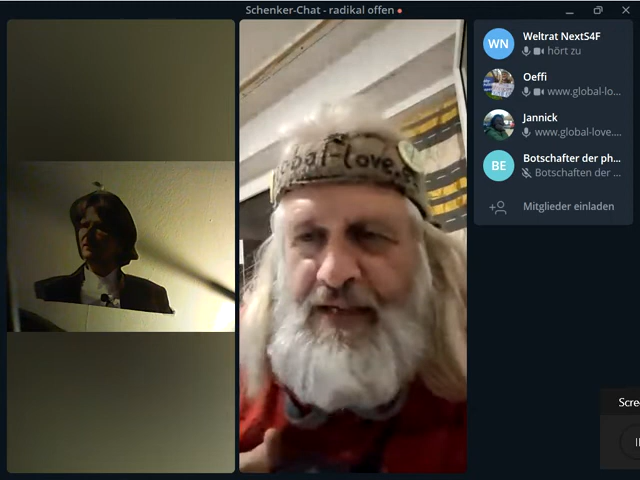 Schenker-Chat - radikal offen
WN
Weltrat NextS4F
hört zu
Oeffi
www.global-lo...
Jannick
www.global-love....
BE
Botschafter der ph...
Botschaften der ...
Mitglieder einladen
obal-love.
Scre